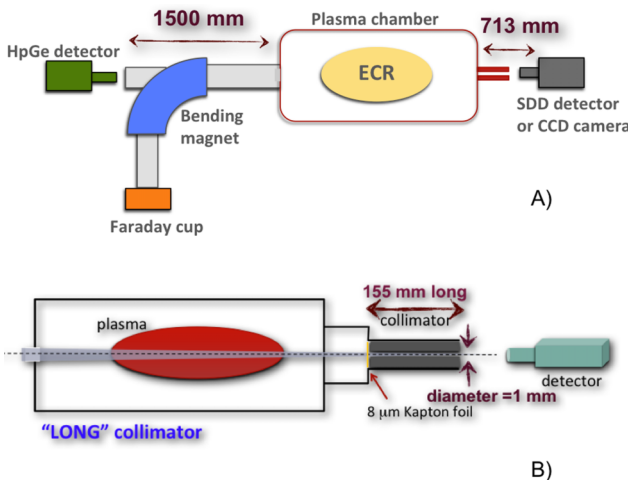 1500 mm
Plasma chamber
713 mm
HpGe detector
ECR
SDD detector
or CCD camera
Bending
magnet
Faraday cup
A)
155 mm long
collimator
plasma
detector
diameter =1 mm
8 μm Kapton foil
"LONG" collimator
B)